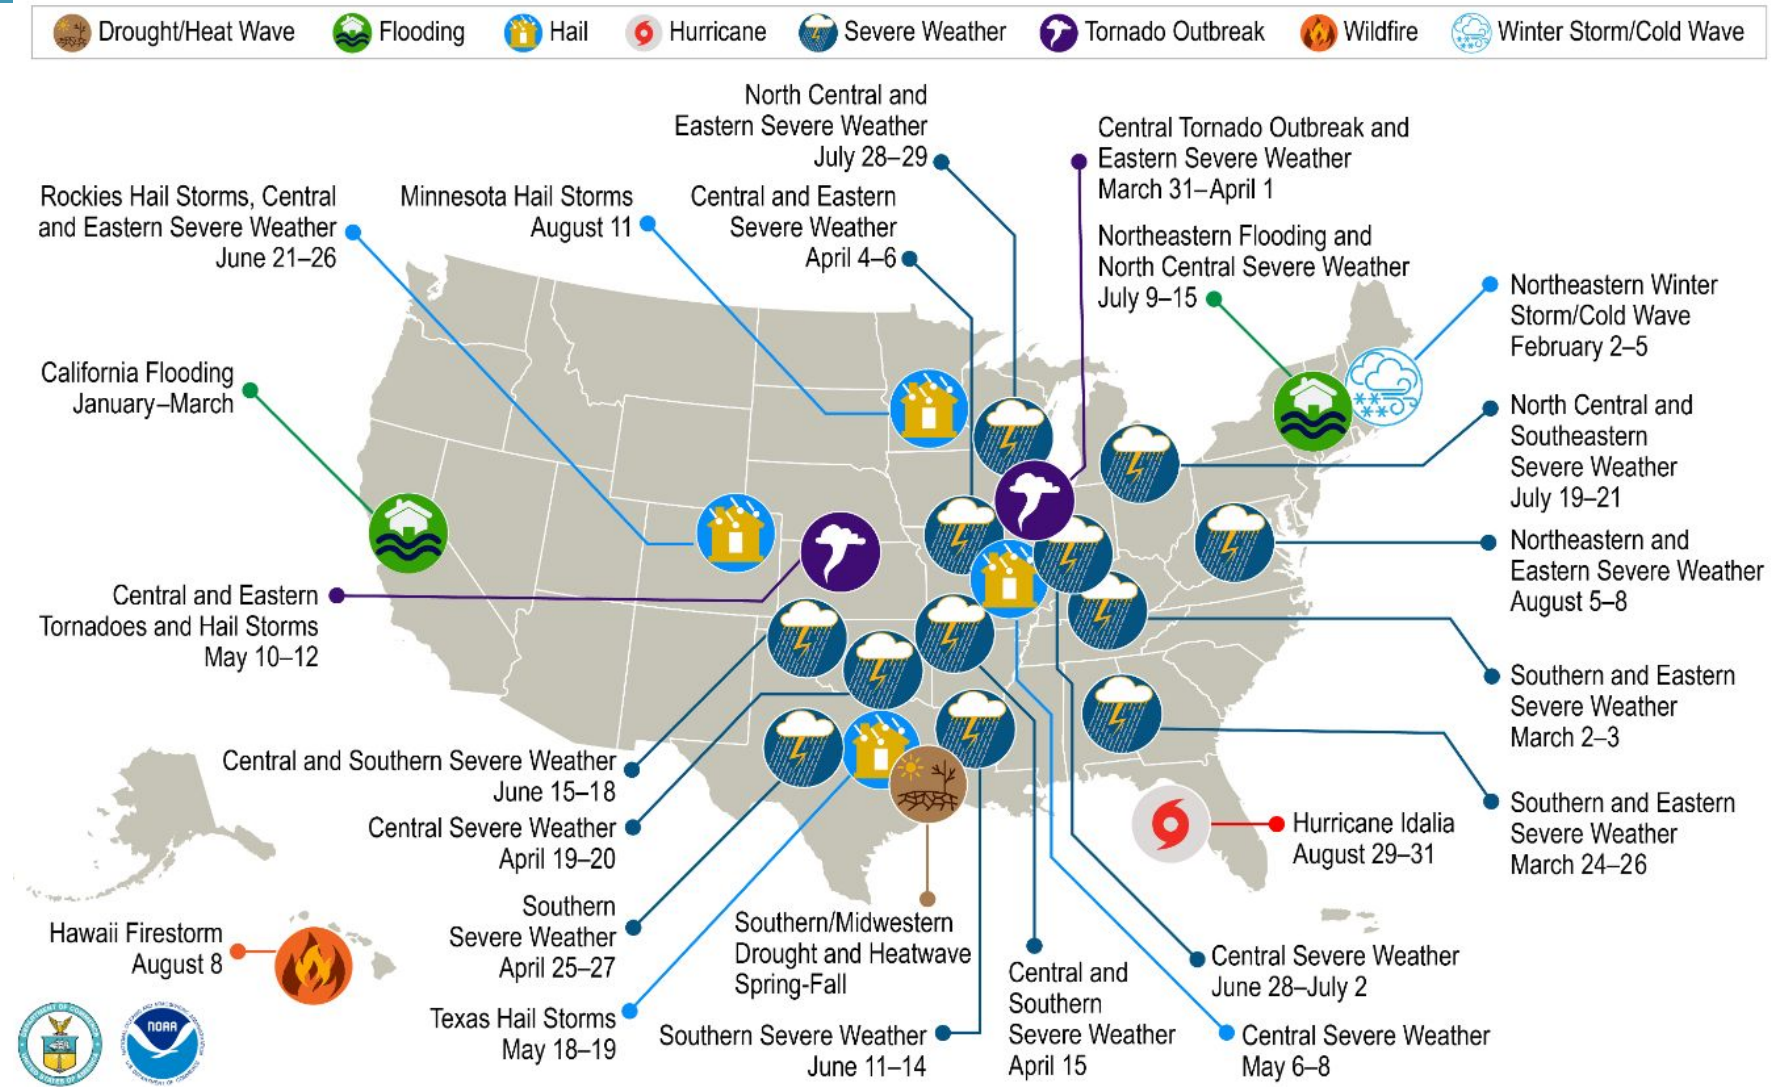 Drought/Heat Wave
Flooding
Hail
Hurricane
Severe Weather
Tornado Outbreak
Wildfire
Winter Storm/Cold Wave
North Central and
Eastern Severe Weather
July 28–29
Central Tornado Outbreak and
Eastern Severe Weather
March 31–April 1
Rockies Hail Storms, Central
and Eastern Severe Weather
June 21–26
Minnesota Hail Storms
August 11
Central and Eastern
Severe Weather
April 4–6
Northeastern Flooding and
North Central Severe Weather
July 9–15
Northeastern Winter
Storm/Cold Wave
February 2–5
California Flooding
January–March
North Central and
Southeastern
Severe Weather
July 19–21
Northeastern and
Eastern Severe Weather
August 5–8
Central and Eastern
Tornadoes and Hail Storms
May 10–12
Southern and Eastern
Severe Weather
March 2–3
Central and Southern Severe Weather
June 15–18
Southern and Eastern
Severe Weather
March 24–26
Central Severe Weather
April 19–20
Hurricane Idalia
August 29–31
Southern
Severe Weather
April 25–27
Southern/Midwestern
Drought and Heatwave
Spring-Fall
Hawaii Firestorm
August 8
Central Severe Weather
June 28–July 2
Central and
Southern
Severe Weather
April 15
Texas Hail Storms
May 18–19
Southern Severe Weather
June 11–14
Central Severe Weather
May 6–8
DEPARTMENT OF COMMERCE
UNITED STATES OF AMERICA
NOAA